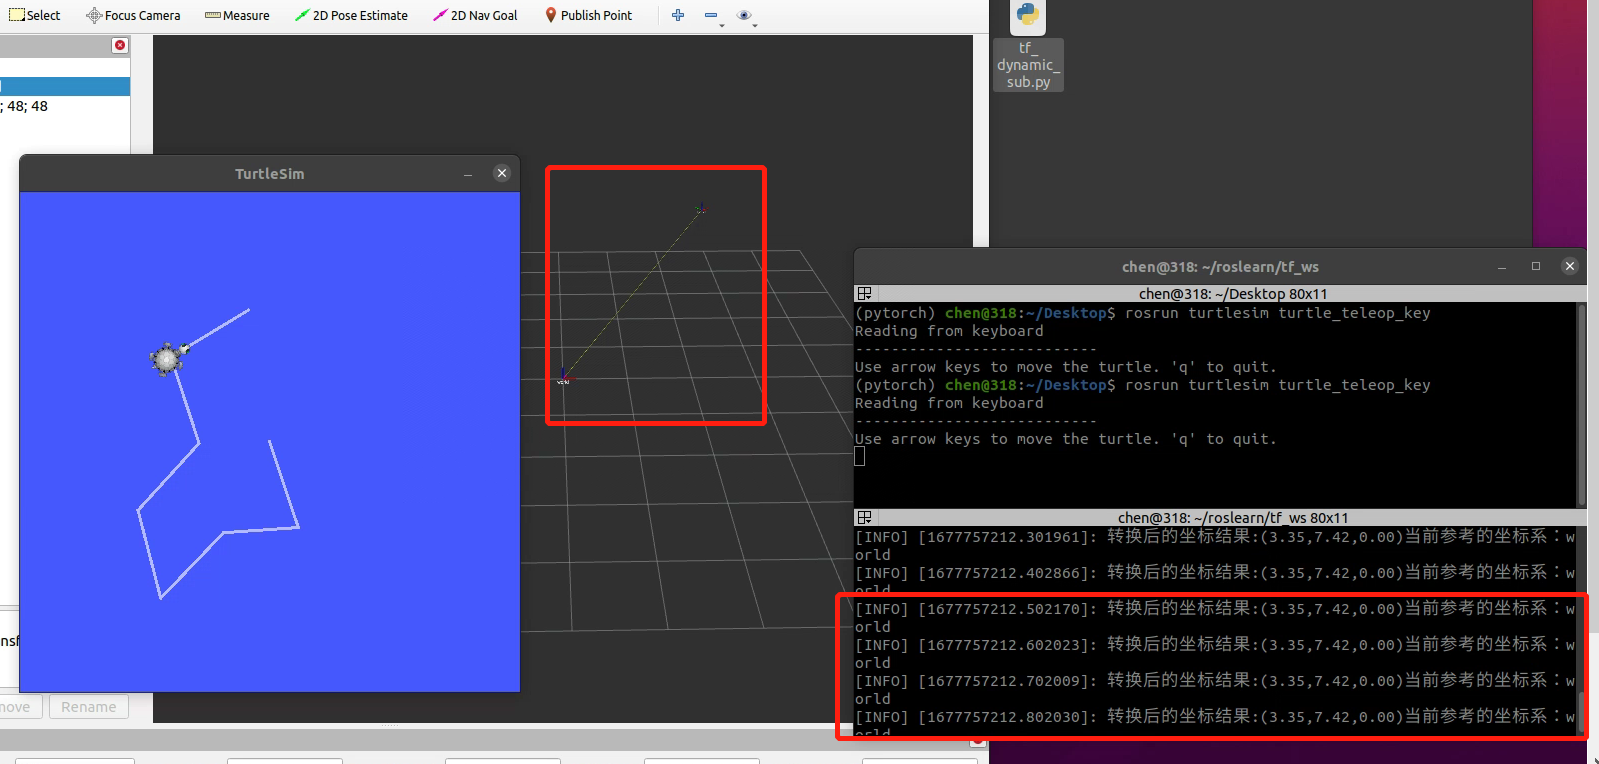 Select
Focus Camera
Measure
2D Pose Estimate
2D Nav Goal
Publish Point
; 48; 48
tf_
dynamic_
sub.py
TurtleSim
world
chen@318: ~/roslearn/tf_ws
chen@318: ~/Desktop 80x11
(pytorch) chen@318:~/Desktop$ rosrun turtlesim turtle_teleop_key
Reading from keyboard
---------------------------
Use arrow keys to move the turtle. 'q' to quit.
(pytorch) chen@318:~/Desktop$ rosrun turtlesim turtle_teleop_key
Reading from keyboard
---------------------------
Use arrow keys to move the turtle. 'q' to quit.
chen@318: ~/roslearn/tf_ws 80x11
[INFO] [1677757212.301961]: 转换后的坐标结果:(3.35,7.42,0.00)当前参考的坐标系：w
orld
[INFO] [1677757212.402866]: 转换后的坐标结果:(3.35,7.42,0.00)当前参考的坐标系：w
orld
[INFO] [1677757212.502170]: 转换后的坐标结果:(3.35,7.42,0.00)当前参考的坐标系：w
orld
[INFO] [1677757212.602023]: 转换后的坐标结果:(3.35,7.42,0.00)当前参考的坐标系：w
orld
[INFO] [1677757212.702009]: 转换后的坐标结果:(3.35,7.42,0.00)当前参考的坐标系：w
orld
[INFO] [1677757212.802030]: 转换后的坐标结果:(3.35,7.42,0.00)当前参考的坐标系：w
orld
nsf
nove
Rename